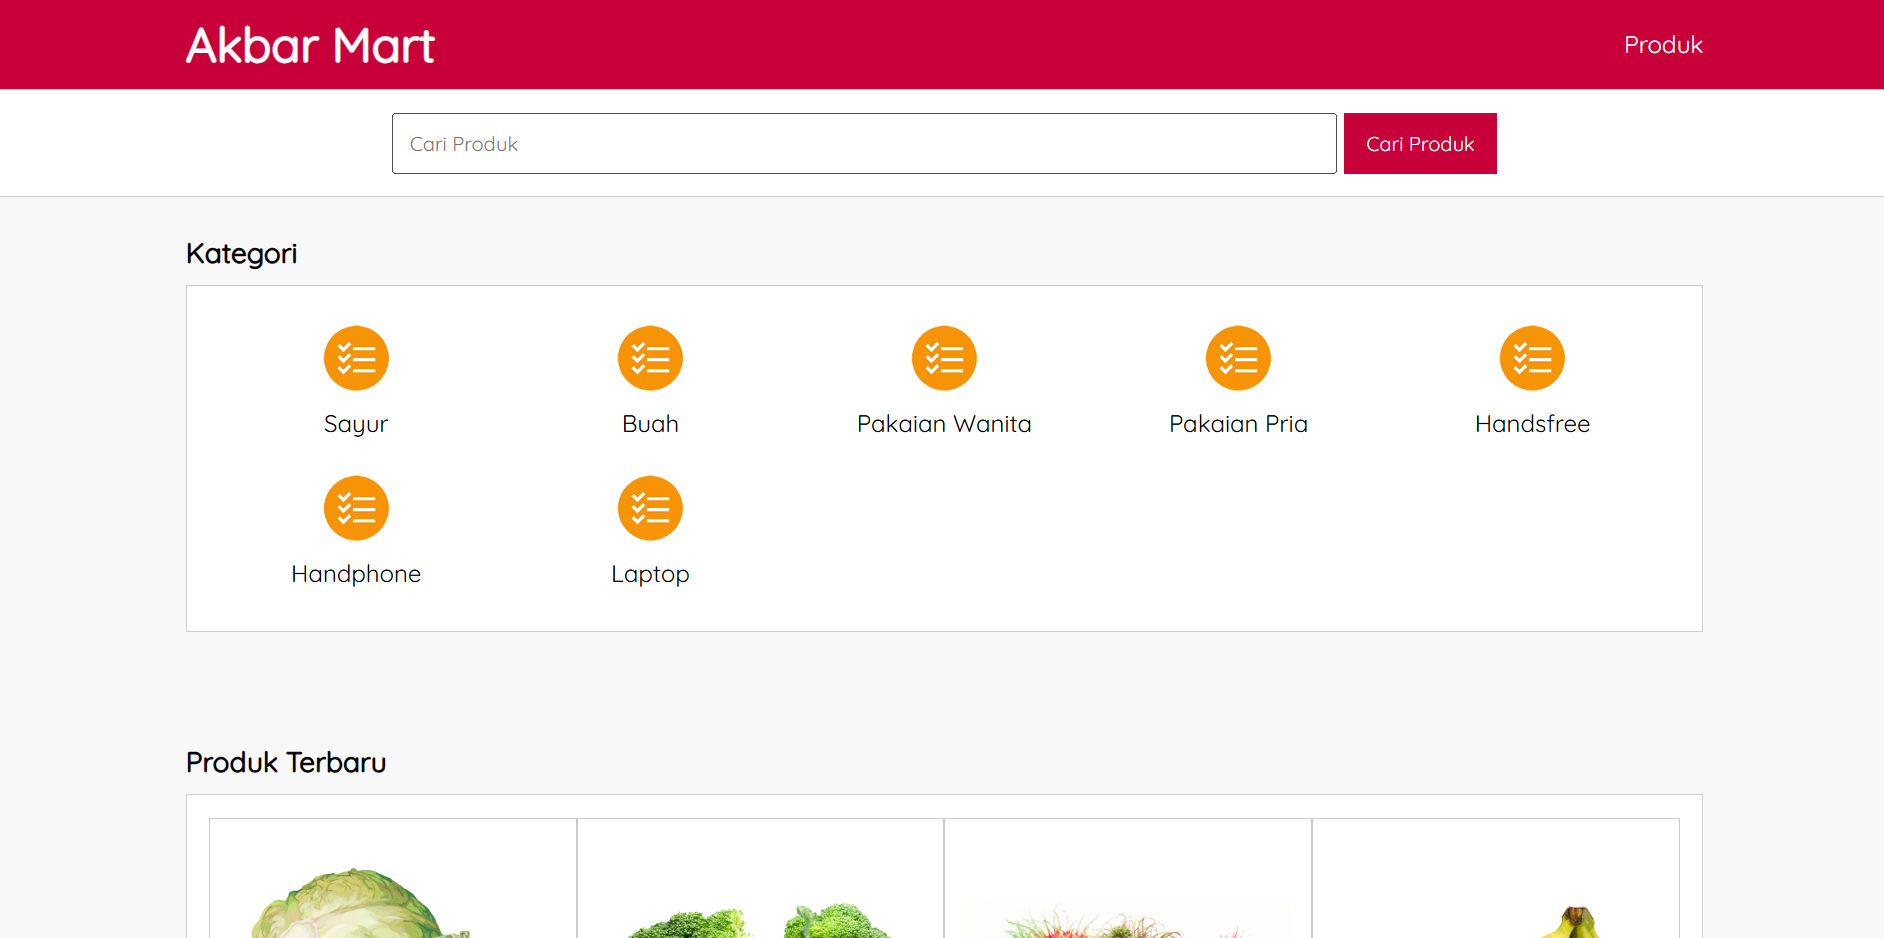 Akbar Mart
Produk
Cari Produk
Cari Produk
Kategori
Sayur
Buah
Pakaian Wanita
Pakaian Pria
Handsfree
Handphone
Laptop
Produk Terbaru